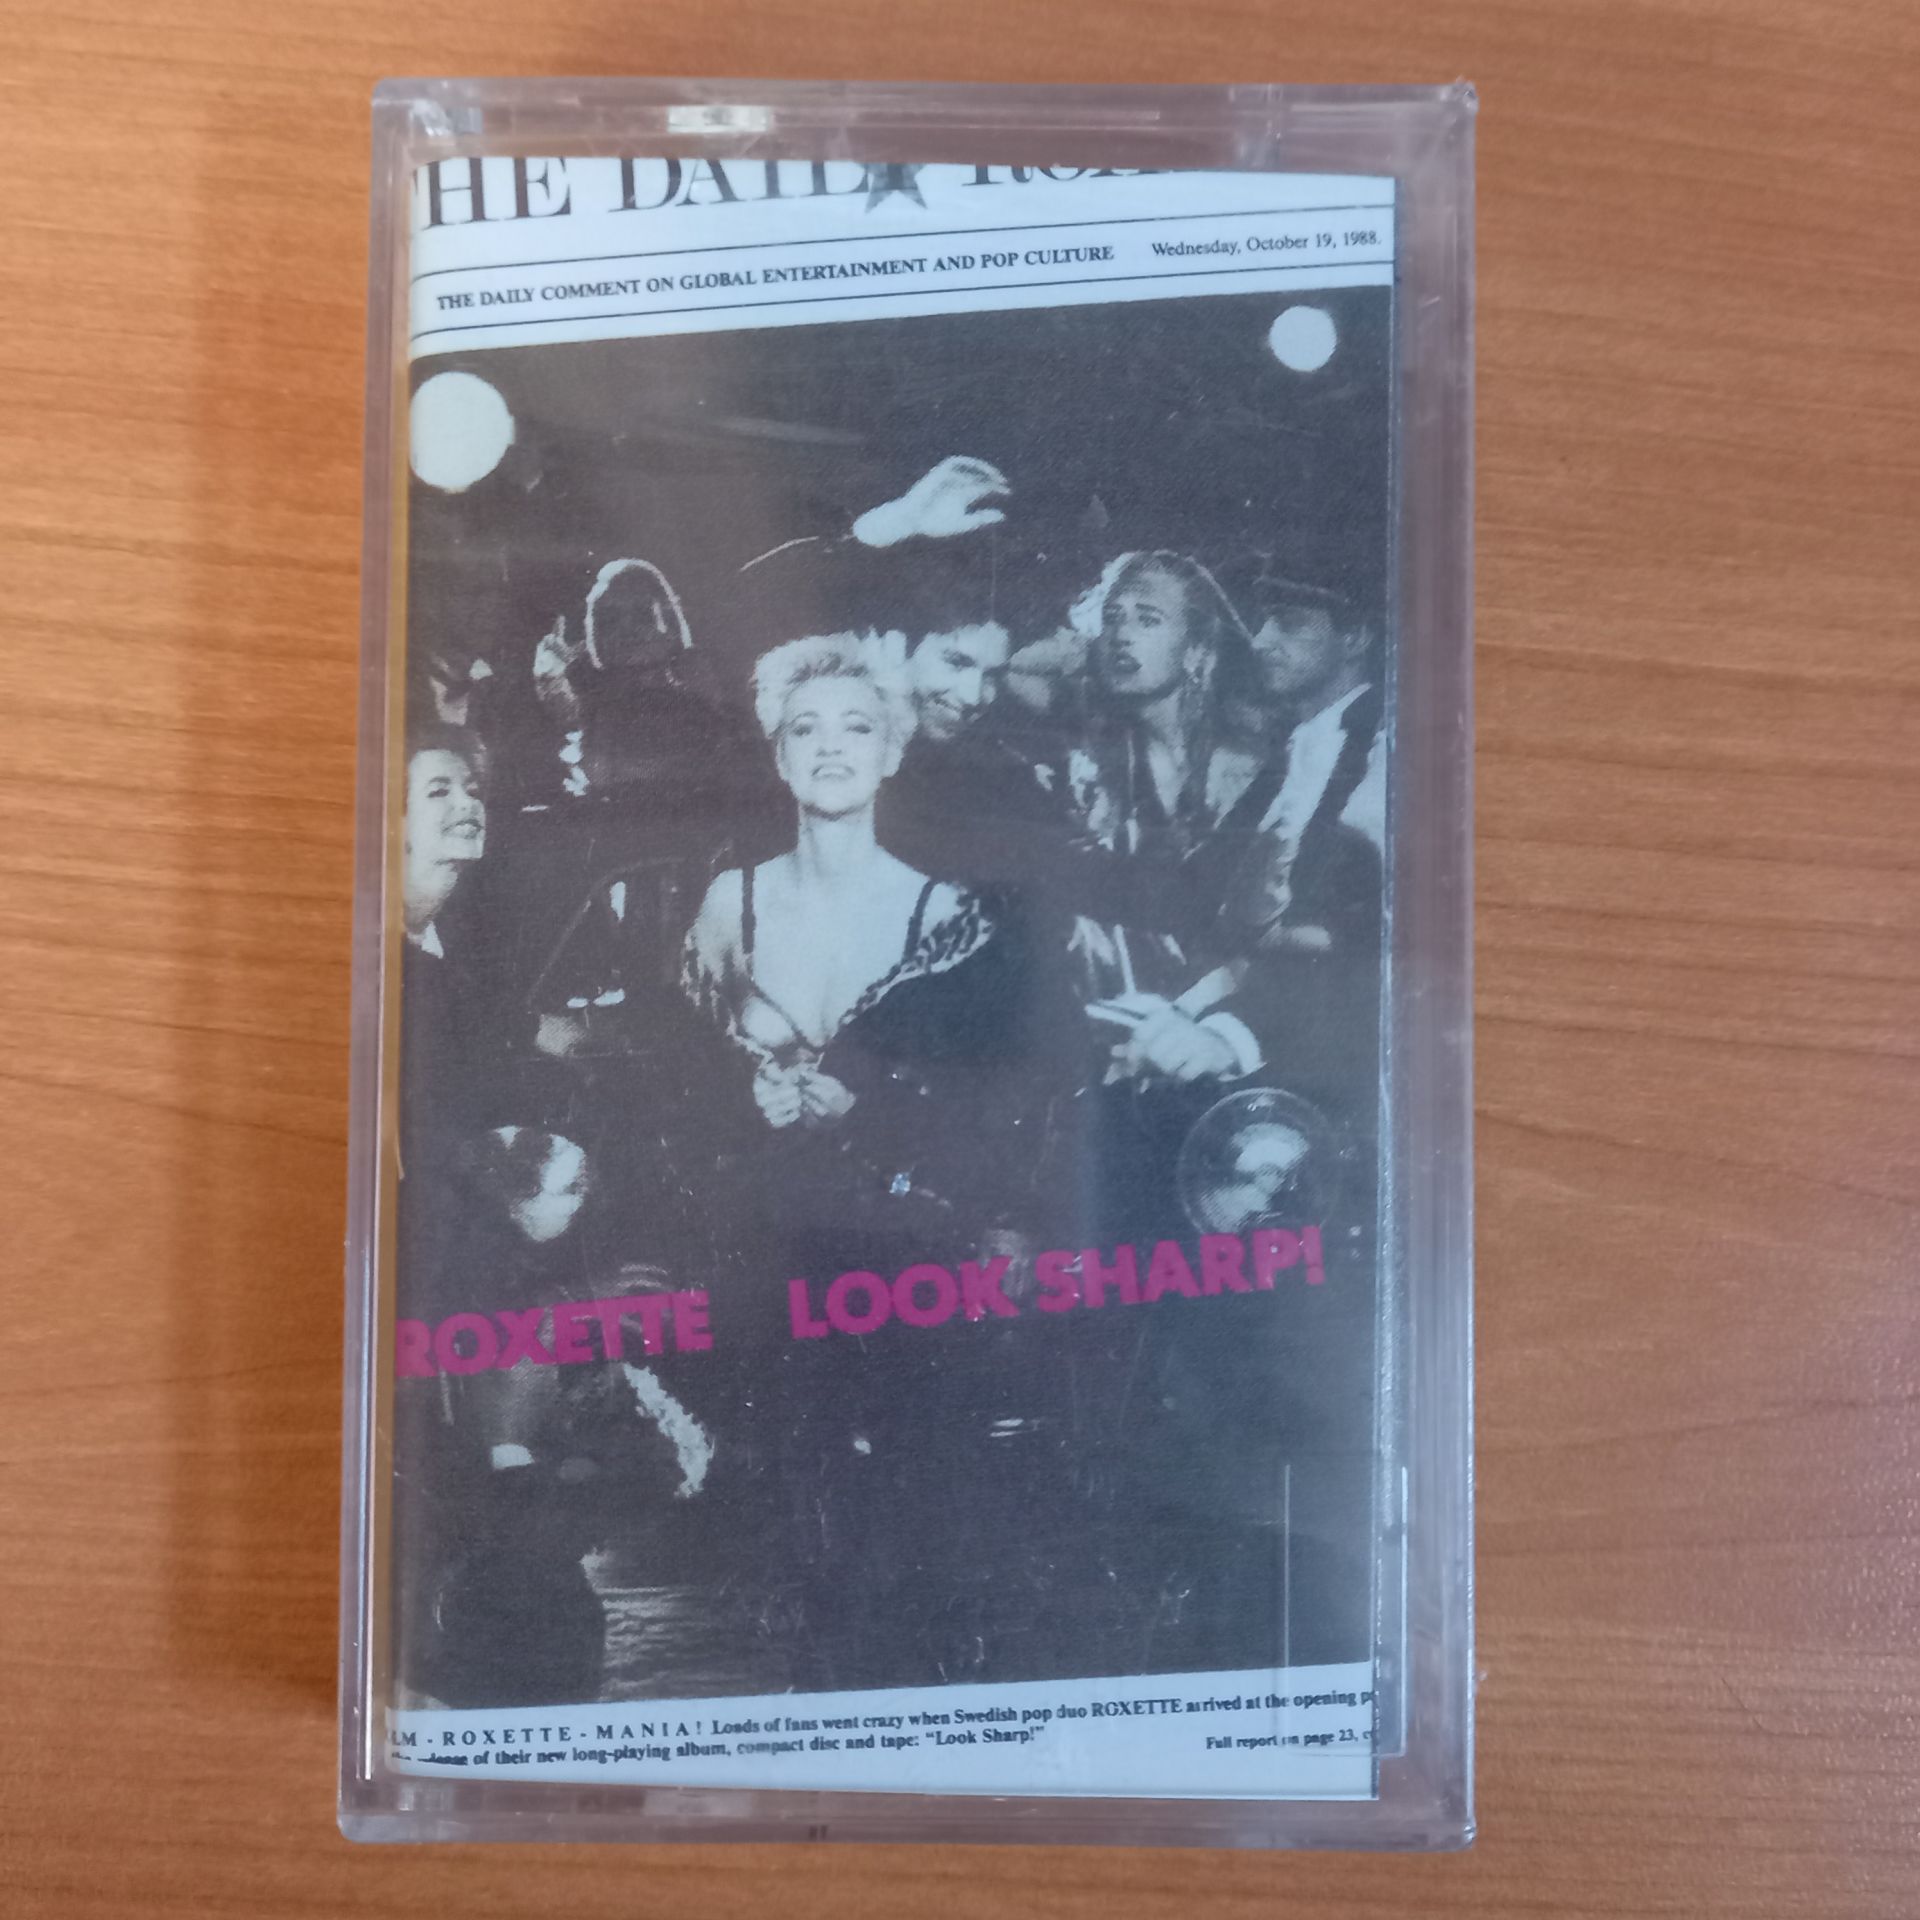 HE DAILY
THE DAILY COMMENT ON GLOBAL ENTERTAINMENT AND POP CULTURE Wednesday, October 19, 1988.
ROXETTE LOOK SHARP!
LM - ROXETTE - MANIA! Loads of fans went crazy when Swedish pop duo ROXETTE arrived at the opening
of their new long-playing album, compact disc and tape: "Look Sharp!"
Full report on page 23,